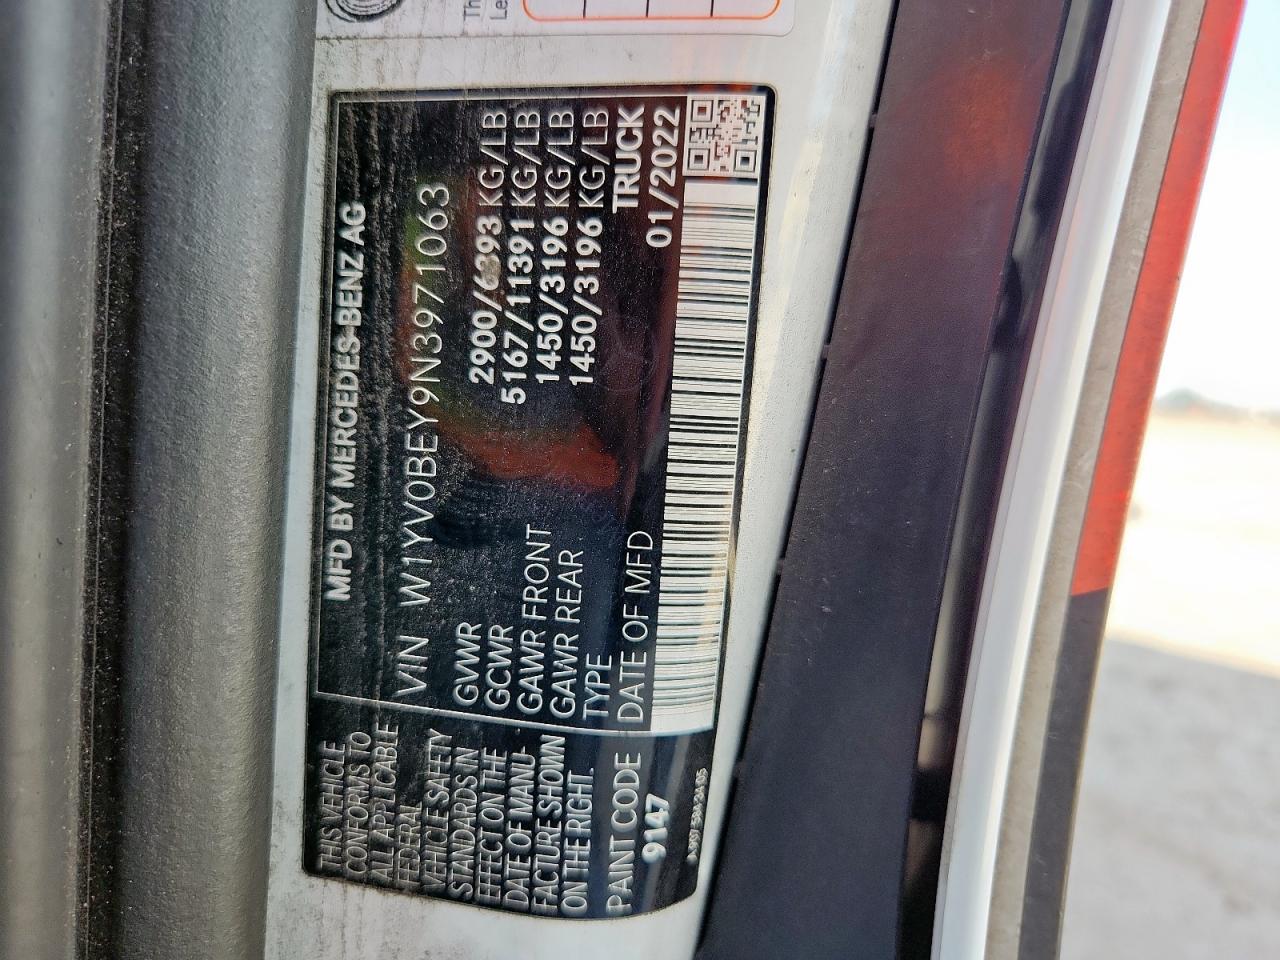 Th
Le
MFD BY MERCEDES-BENZ AG
VIN W1YV0BEY9N3971063
GVWR 2900/6393 KG/LB
GCWR 5167/11391 KG/LB
GAWR FRONT 1450/3196 KG/LB
GAWR REAR 1450/3196 KG/LB
TYPE TRUCK
DATE OF MFD 01/2022
THIS VEHICLE
CONFORMS TO
ALL APPLICABLE
FEDERAL
VEHICLE SAFETY
STANDARDS IN
EFFECT ON THE
DATE OF MANU-
FACTURE SHOWN
ON THE RIGHT.
PAINT CODE
9147